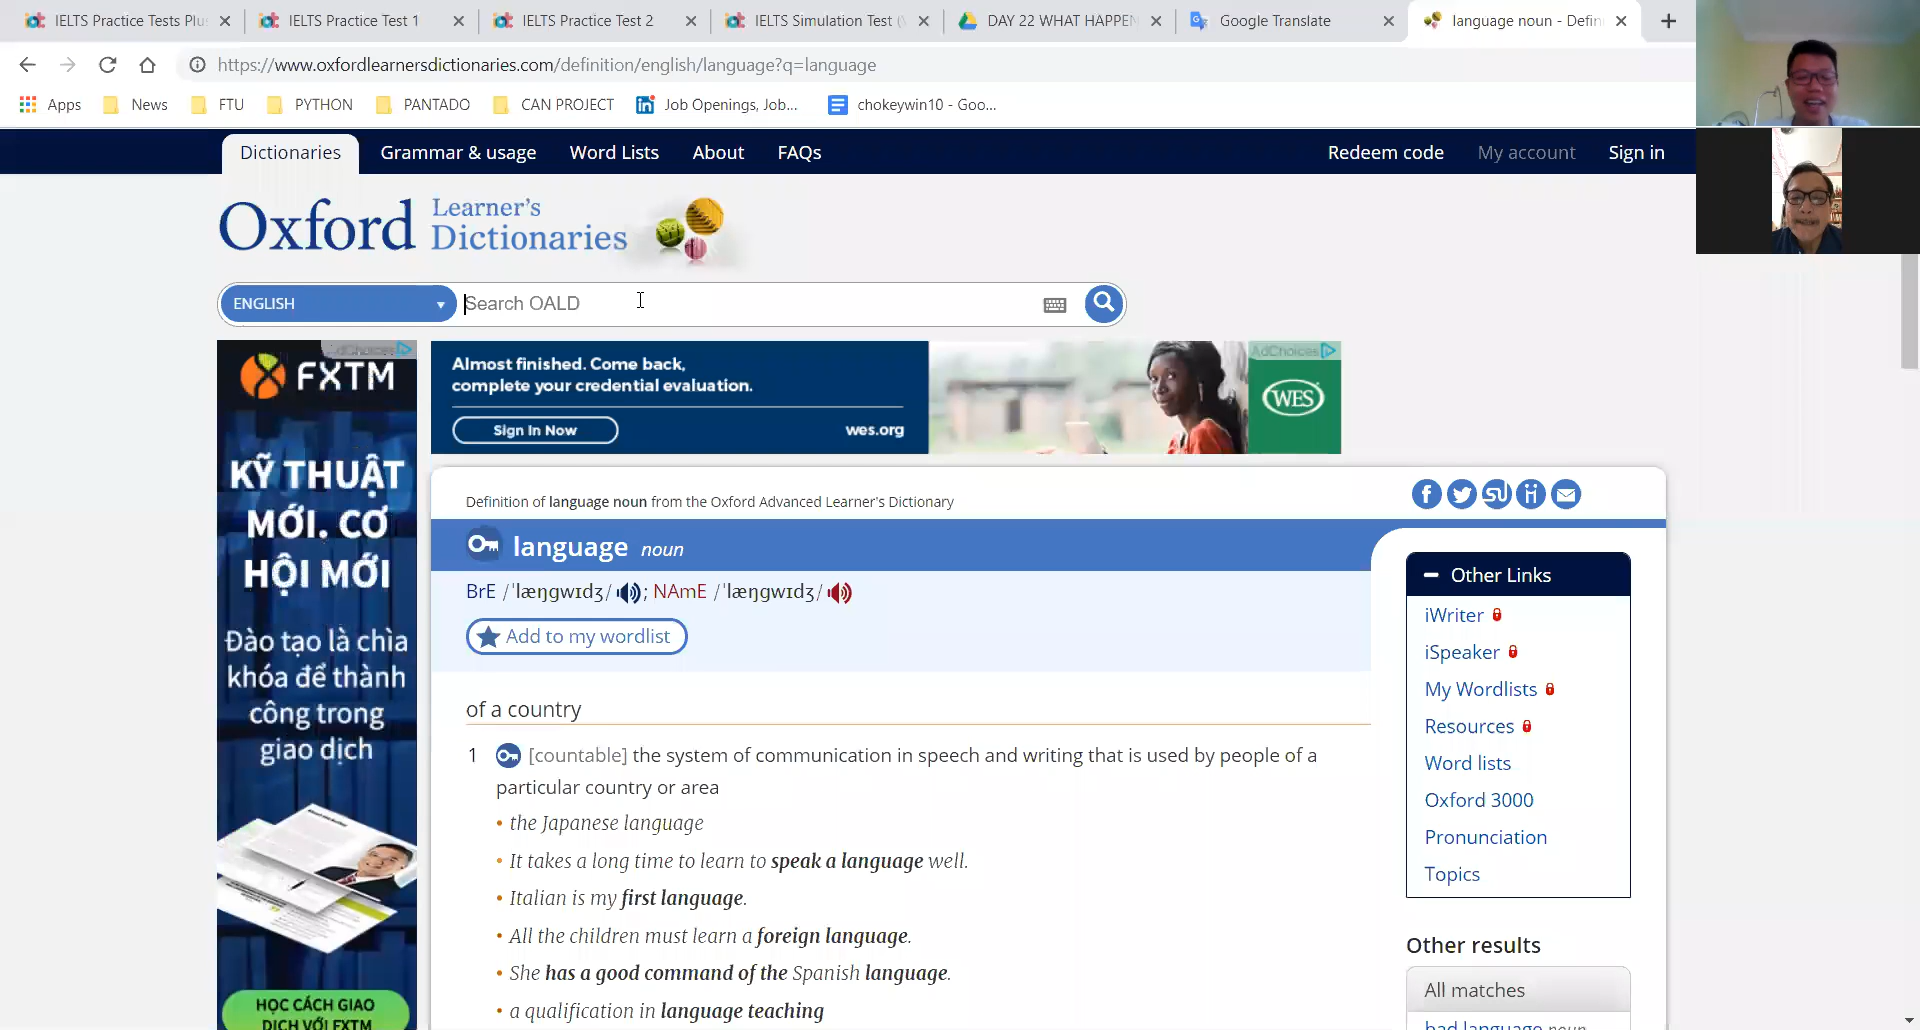 IELTS Practice Tests Plu
IELTS Practice Test 1
IELTS Practice Test 2
IELTS Simulation Test (
DAY 22 WHAT HAPPEN
Google Translate
language noun - Defin
https://www.oxfordlearnersdictionaries.com/definition/english/language?q=language
Apps
News
FTU
PYTHON
PANTADO
CAN PROJECT
Job Openings, Job...
chokeywin10 - Goo...
Dictionaries
Grammar & usage
Word Lists
About
FAQs
Redeem code
My account
Sign in
Oxford
Learner's
Dictionaries
ENGLISH
Search OALD
AdChoices
FXTM
KỸ THUẬT
MỚI. CƠ
HỘI MỚI
Đào tạo là chìa
khóa để thành
công trong
giao dịch
HỌC CÁCH GIAO
DỊCH VỚI FXTM
Almost finished. Come back,
complete your credential evaluation.
Sign In Now
wes.org
AdChoices
WES
Definition of language noun from the Oxford Advanced Learner's Dictionary
language noun
BrE /ˈlæŋɡwɪdʒ/ ; NAmE /ˈlæŋɡwɪdʒ/
Add to my wordlist
of a country
1 [countable] the system of communication in speech and writing that is used by people of a
particular country or area
• the Japanese language
• It takes a long time to learn to speak a language well.
• Italian is my first language.
• All the children must learn a foreign language.
• She has a good command of the Spanish language.
• a qualification in language teaching
Other Links
iWriter
iSpeaker
My Wordlists
Resources
Word lists
Oxford 3000
Pronunciation
Topics
Other results
All matches
bad language noun